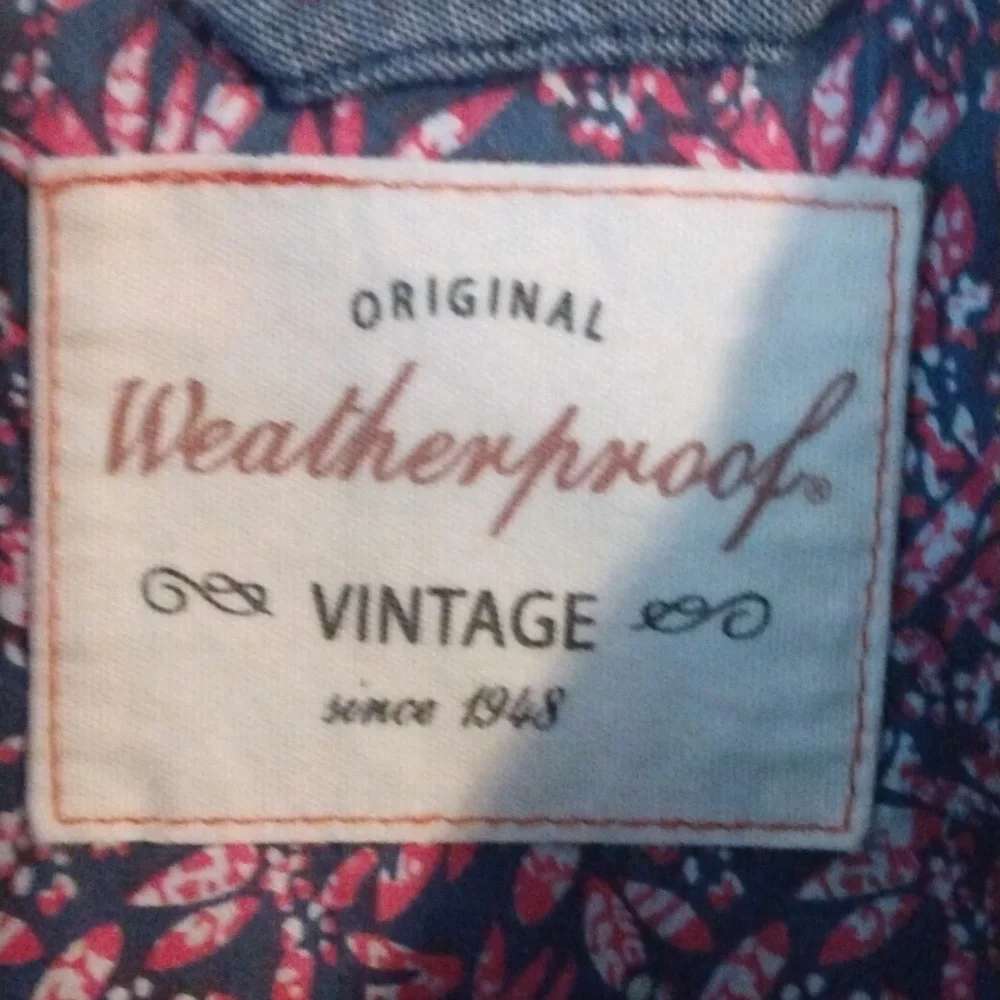 ORIGINAL
Weatherproof®
VINTAGE
since 1948